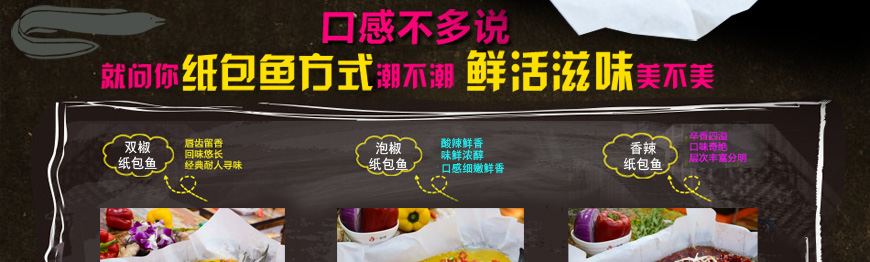 口感不多说
就问你纸包鱼方式潮不潮 鲜活滋味美不美
双椒
纸包鱼
唇齿留香
回味悠长
经典耐人寻味
泡椒
纸包鱼
酸辣鲜香
味鲜浓醇
口感细嫩鲜香
香辣
纸包鱼
辛香四溢
口味奇绝
层次丰富分明